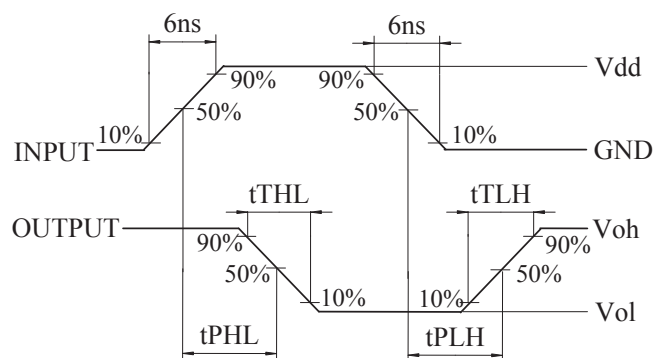 6ns 6ns
90% 90% Vdd
50% 50%
10% 10%
INPUT GND
tTHL tTLH
OUTPUT Voh
90% 90%
50% 50%
10% 10%
Vol
tPHL tPLH